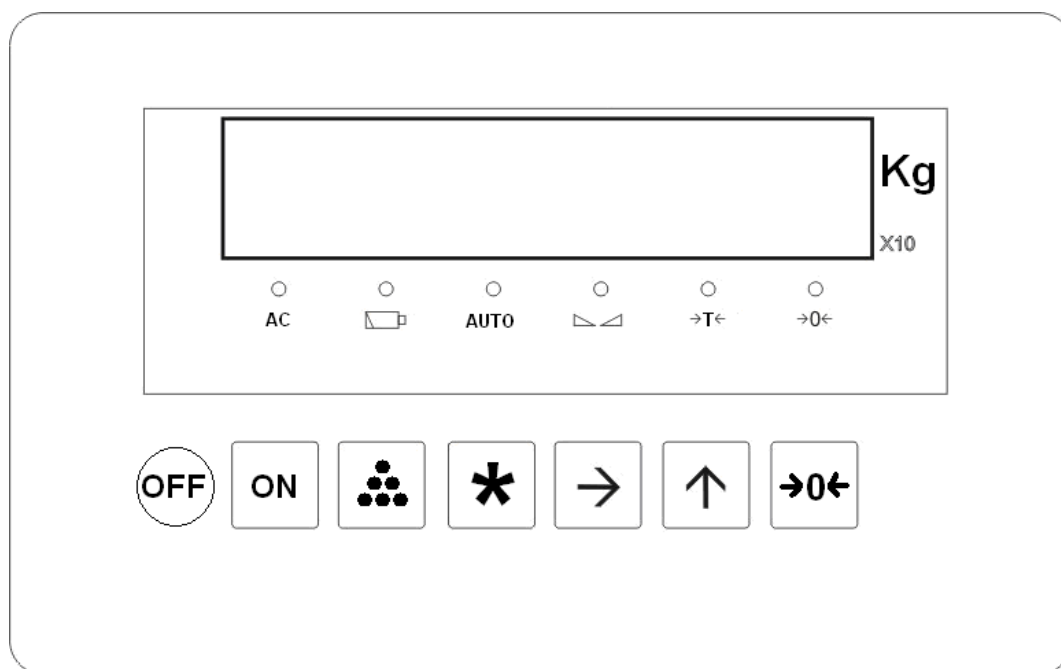 Kg
X10
AC AUTO →T← →0←
OFF ON * → ↑ →0←